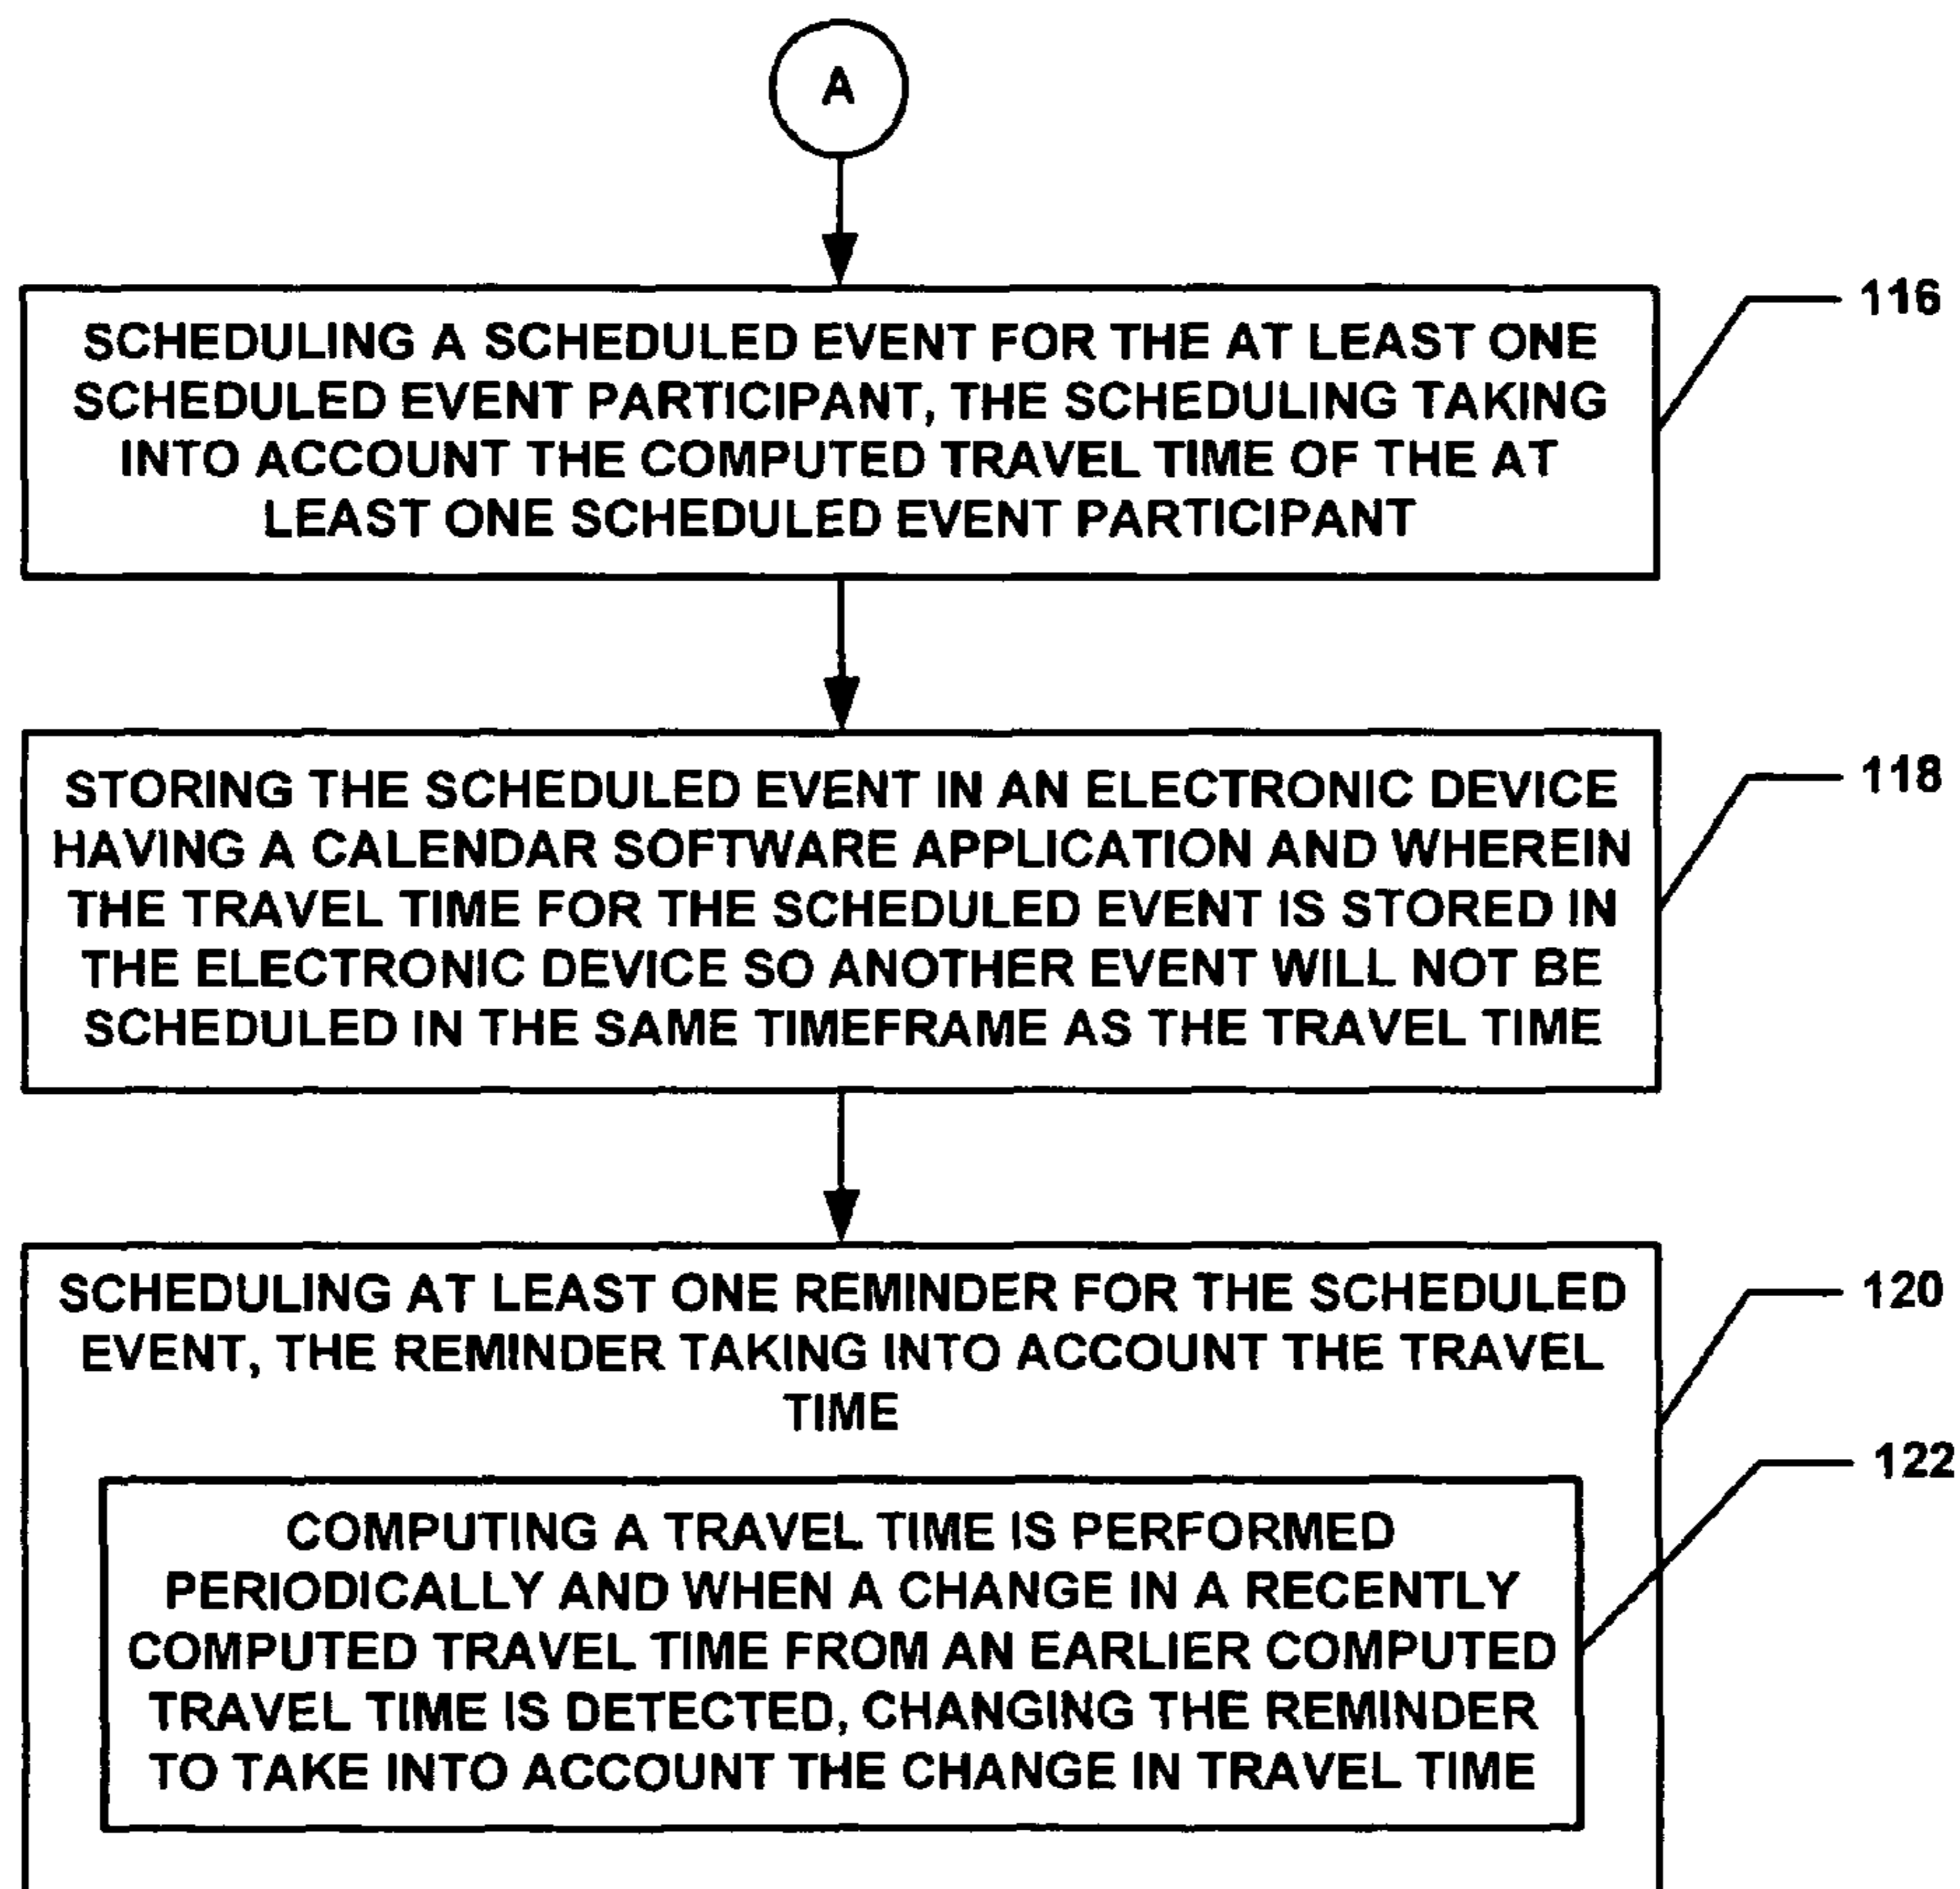 A
116
SCHEDULING A SCHEDULED EVENT FOR THE AT LEAST ONE
SCHEDULED EVENT PARTICIPANT, THE SCHEDULING TAKING
INTO ACCOUNT THE COMPUTED TRAVEL TIME OF THE AT
LEAST ONE SCHEDULED EVENT PARTICIPANT
118
STORING THE SCHEDULED EVENT IN AN ELECTRONIC DEVICE
HAVING A CALENDAR SOFTWARE APPLICATION AND WHEREIN
THE TRAVEL TIME FOR THE SCHEDULED EVENT IS STORED IN
THE ELECTRONIC DEVICE SO ANOTHER EVENT WILL NOT BE
SCHEDULED IN THE SAME TIMEFRAME AS THE TRAVEL TIME
120
SCHEDULING AT LEAST ONE REMINDER FOR THE SCHEDULED
EVENT, THE REMINDER TAKING INTO ACCOUNT THE TRAVEL
TIME
122
COMPUTING A TRAVEL TIME IS PERFORMED
PERIODICALLY AND WHEN A CHANGE IN A RECENTLY
COMPUTED TRAVEL TIME FROM AN EARLIER COMPUTED
TRAVEL TIME IS DETECTED, CHANGING THE REMINDER
TO TAKE INTO ACCOUNT THE CHANGE IN TRAVEL TIME